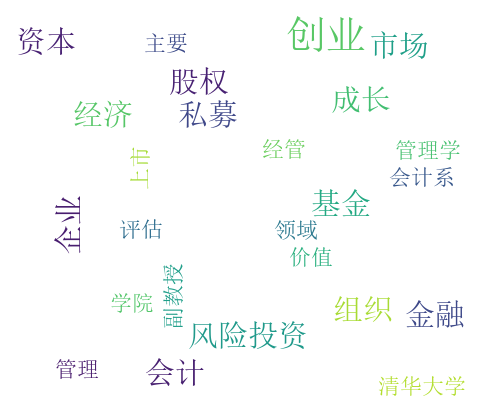 创业
资本
主要
市场
股权
成长
经济
私募
经管
管理学
上市
会计系
企业
基金
评估
领域
价值
副教授
学院
组织
金融
风险投资
管理
会计
清华大学